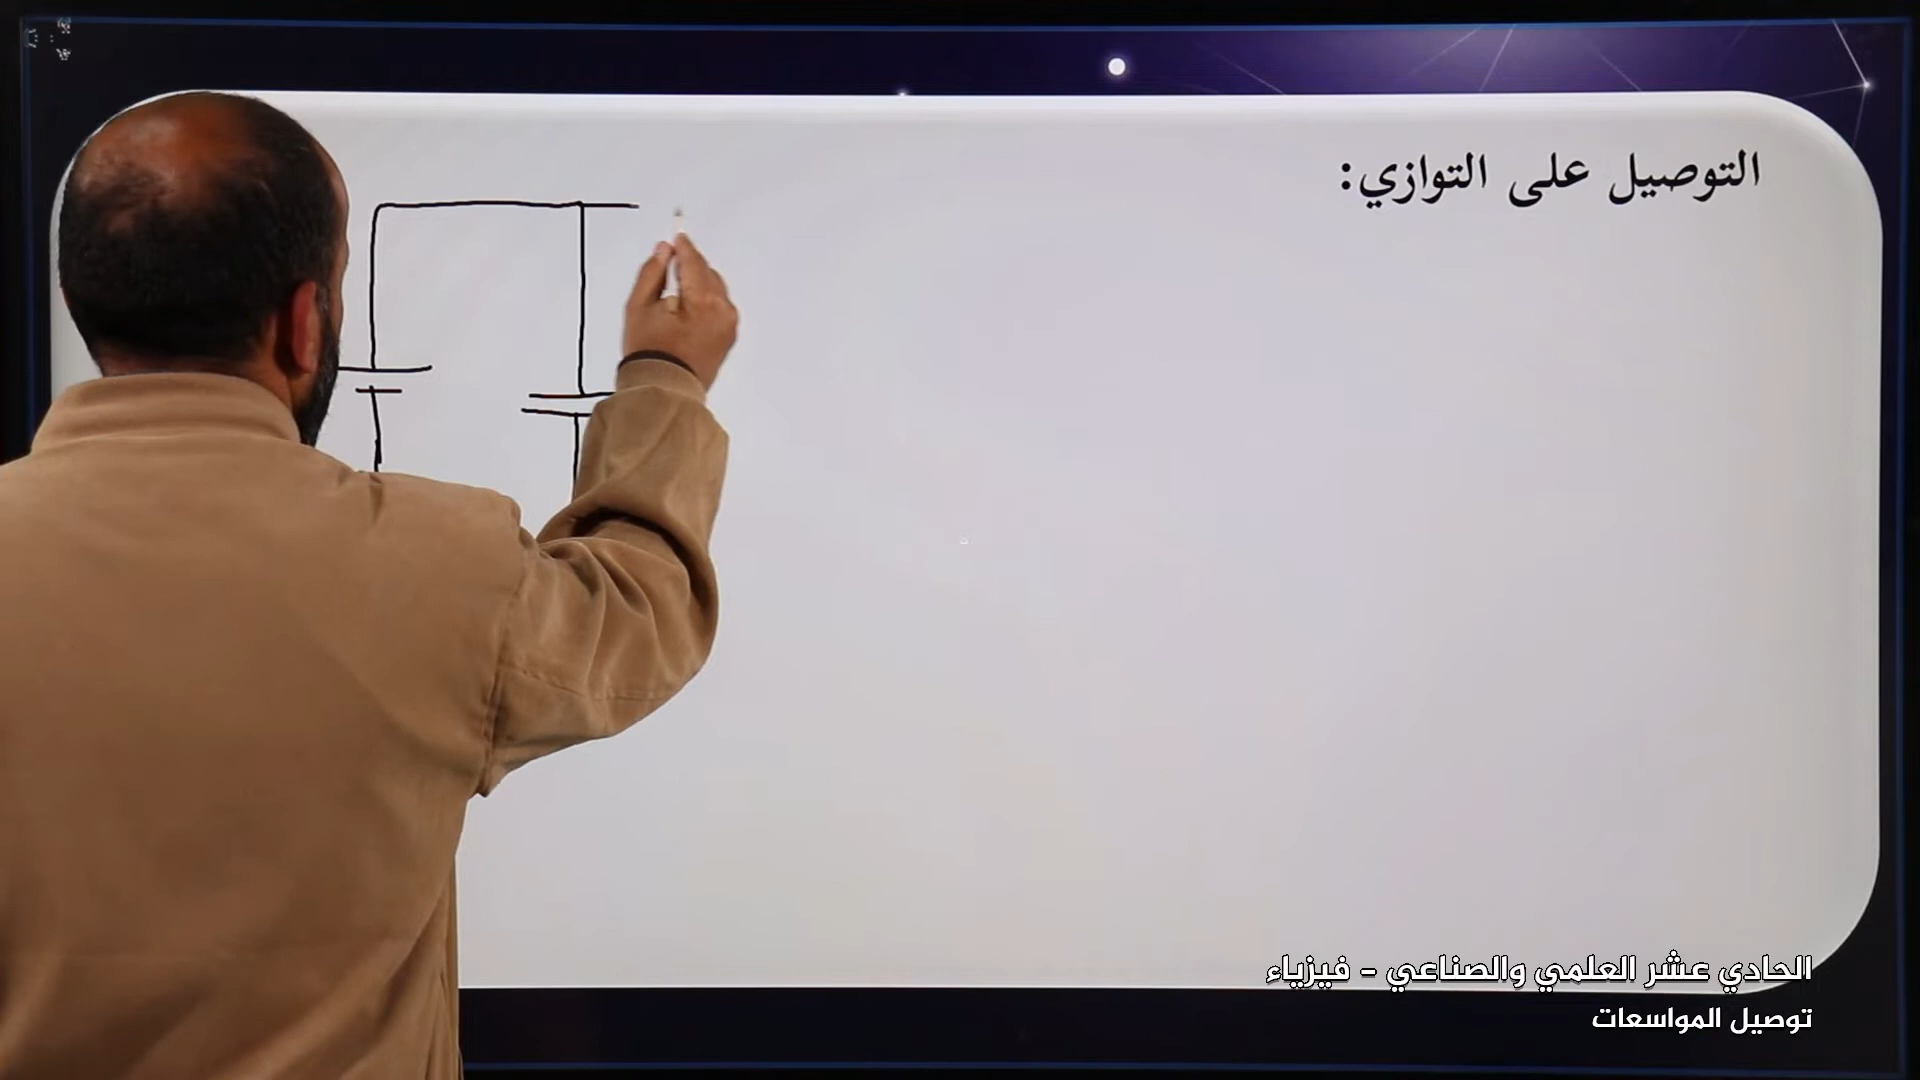 التوصيل على التوازي:
الحادي عشر العلمي والصناعي - فيزياء
توصيل المواسعات